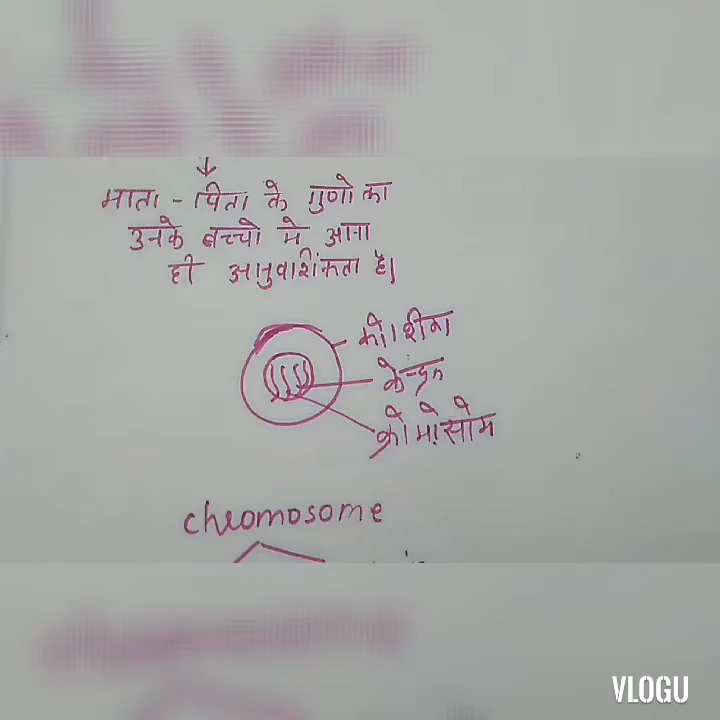 माता - पिता के गुणो का
उनके बच्चो मे आना
ही आनुवाशिंकता है।
कोशीका
केन्द्रक
क्रोमोसोम
chromosome
VLOGU